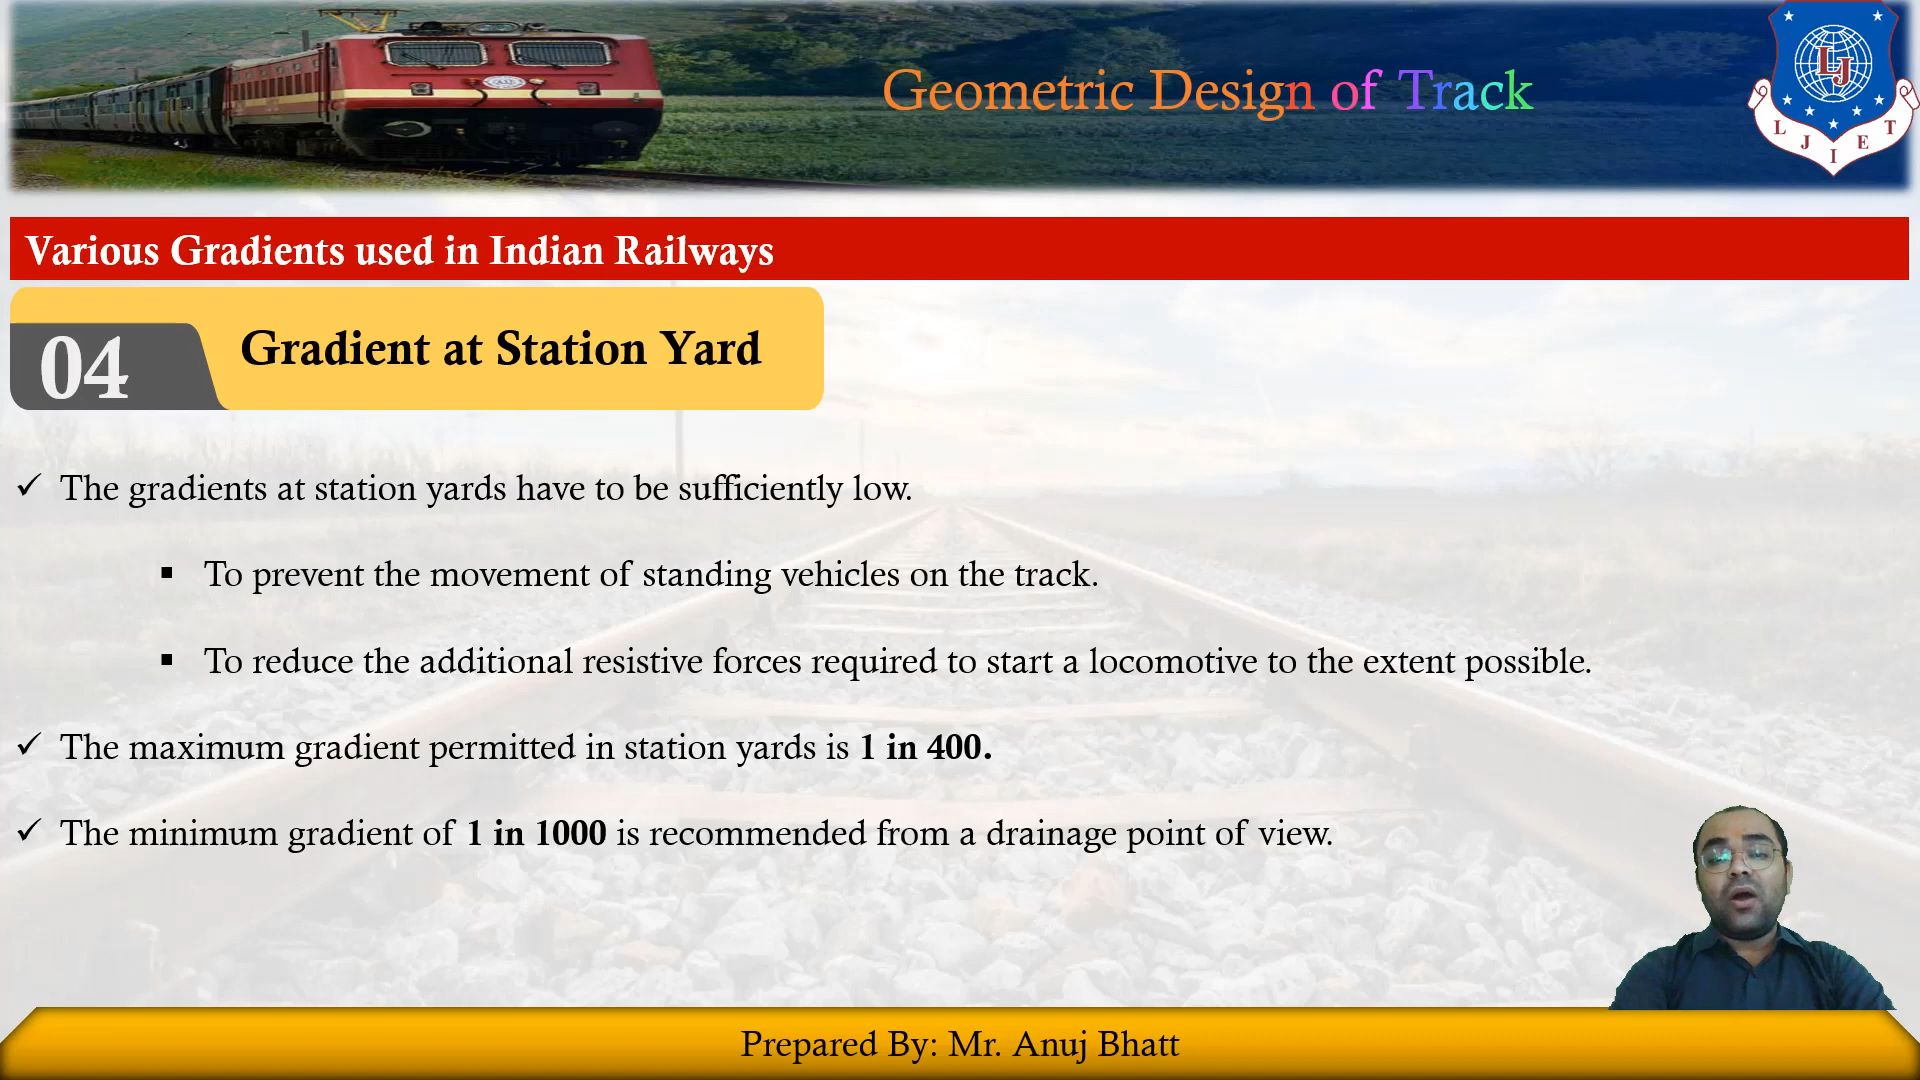 Geometric Design of Track
LJ
L J I E T
Various Gradients used in Indian Railways
04
Gradient at Station Yard
✓ The gradients at station yards have to be sufficiently low.
▪ To prevent the movement of standing vehicles on the track.
▪ To reduce the additional resistive forces required to start a locomotive to the extent possible.
✓ The maximum gradient permitted in station yards is 1 in 400.
✓ The minimum gradient of 1 in 1000 is recommended from a drainage point of view.
Prepared By: Mr. Anuj Bhatt